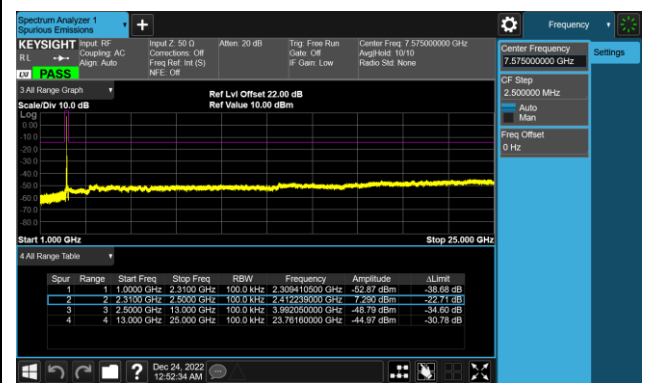 Spectrum Analyzer 1
Spurious Emissions
+
Frequency
KEYSIGHT Input: RF Input Z: 50 Ω Atten: 20 dB Trig: Free Run Center Freq: 7.575000000 GHz
RL Coupling: AC Corrections: Off Gate: Off Avg|Hold: 10/10
Align: Auto Freq Ref: Int (S) IF Gain: Low Radio Std: None
LXI PASS NFE: Off
Center Frequency
7.575000000 GHz
Settings
CF Step
2.500000 MHz
Auto
Man
Freq Offset
0 Hz
3 All Range Graph
Ref Lvl Offset 22.00 dB
Scale/Div 10.0 dB Ref Value 10.00 dBm
Log
0.00
-10.0
-20.0
-30.0
-40.0
-50.0
-60.0
-70.0
-80.0
Start 1.000 GHz Stop 25.000 GHz
4 All Range Table
Spur Range Start Freq Stop Freq RBW Frequency Amplitude ΔLimit
1 1 1.0000 GHz 2.3100 GHz 100.0 kHz 2.309410500 GHz -52.87 dBm -38.68 dB
2 2 2.3100 GHz 2.5000 GHz 100.0 kHz 2.412239000 GHz 7.290 dBm -22.71 dB
3 3 2.5000 GHz 13.000 GHz 100.0 kHz 3.992050000 GHz -48.79 dBm -34.60 dB
4 4 13.000 GHz 25.000 GHz 100.0 kHz 23.76160000 GHz -44.97 dBm -30.78 dB
Dec 24, 2022
12:52:34 AM
?